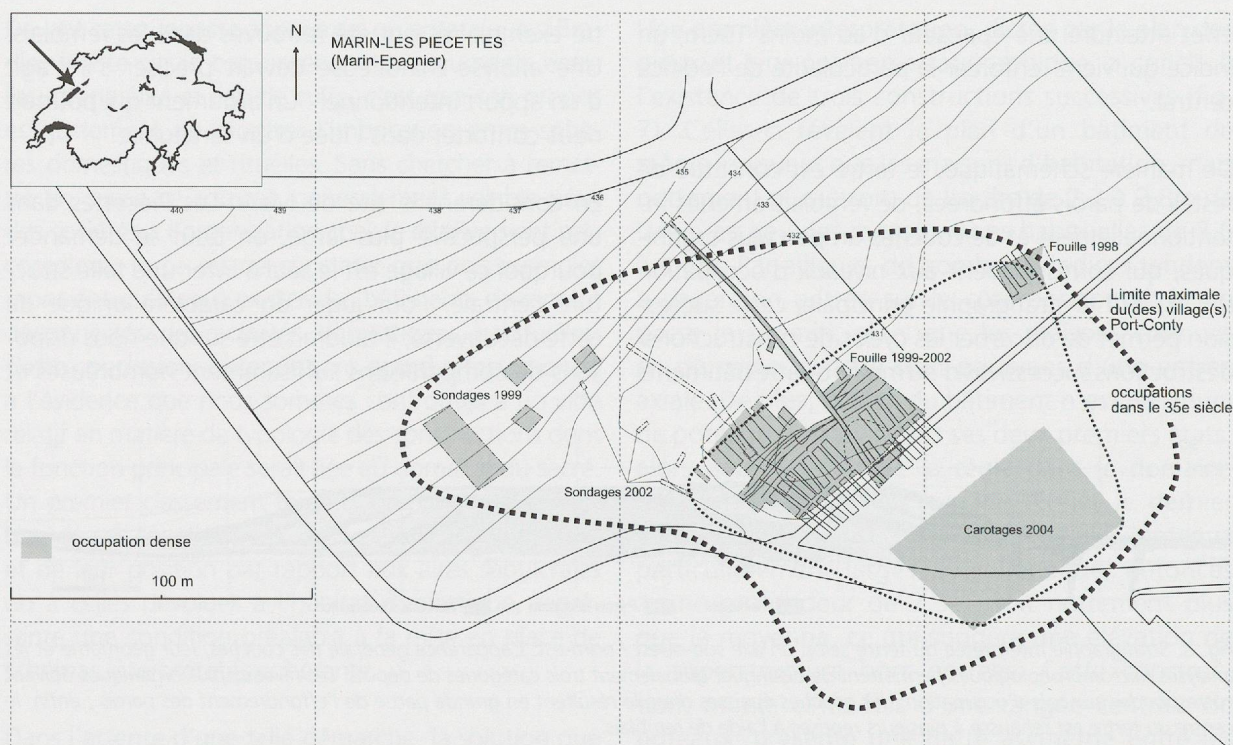 N
MARIN-LES PIECETTES
(Marin-Epagnier)
455
434
433
432
440
439
438
437
436
Fouille 1998
Limite maximale
du(des) village(s)
Port-Conty
Fouille 1999-2002
Sondages 1999
occupations
dans le 35e siècle
Sondages 2002
Carotages 2004
occupation dense
100 m